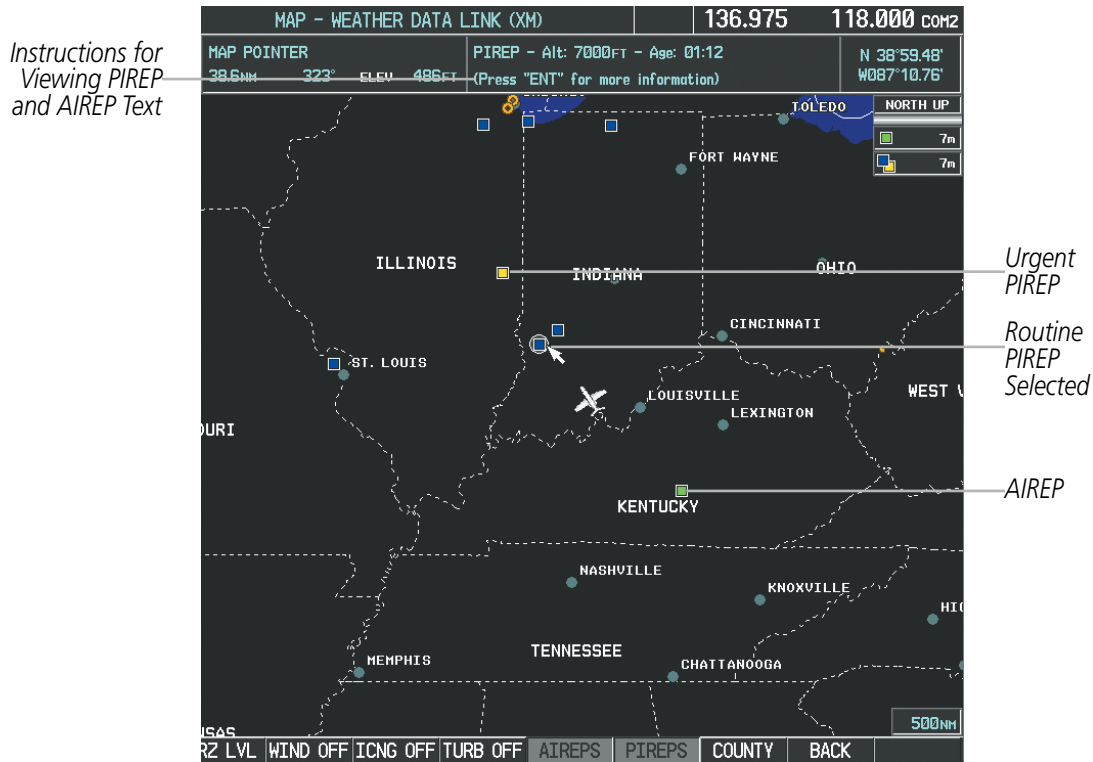 MAP - WEATHER DATA LINK (XM)
136.975
118.000 COM2
Instructions for
Viewing PIREP
and AIREP Text
MAP POINTER
38.6NM 323° ELEV 486FT
PIREP - Alt: 7000FT - Age: 01:12
(Press "ENT" for more information)
N 38°59.48'
W087°10.76'
NORTH UP
7m
7m
TOLEDO
FORT WAYNE
ILLINOIS
INDIANA
OHIO
Urgent
PIREP
CINCINNATI
Routine
PIREP
Selected
ST. LOUIS
WEST V
LOUISVILLE
LEXINGTON
OURI
AIREP
KENTUCKY
NASHVILLE
KNOXVILLE
HIC
TENNESSEE
MEMPHIS
CHATTANOOGA
500NM
NSAS
RZ LVL WIND OFF ICNG OFF TURB OFF AIREPS PIREPS COUNTY BACK